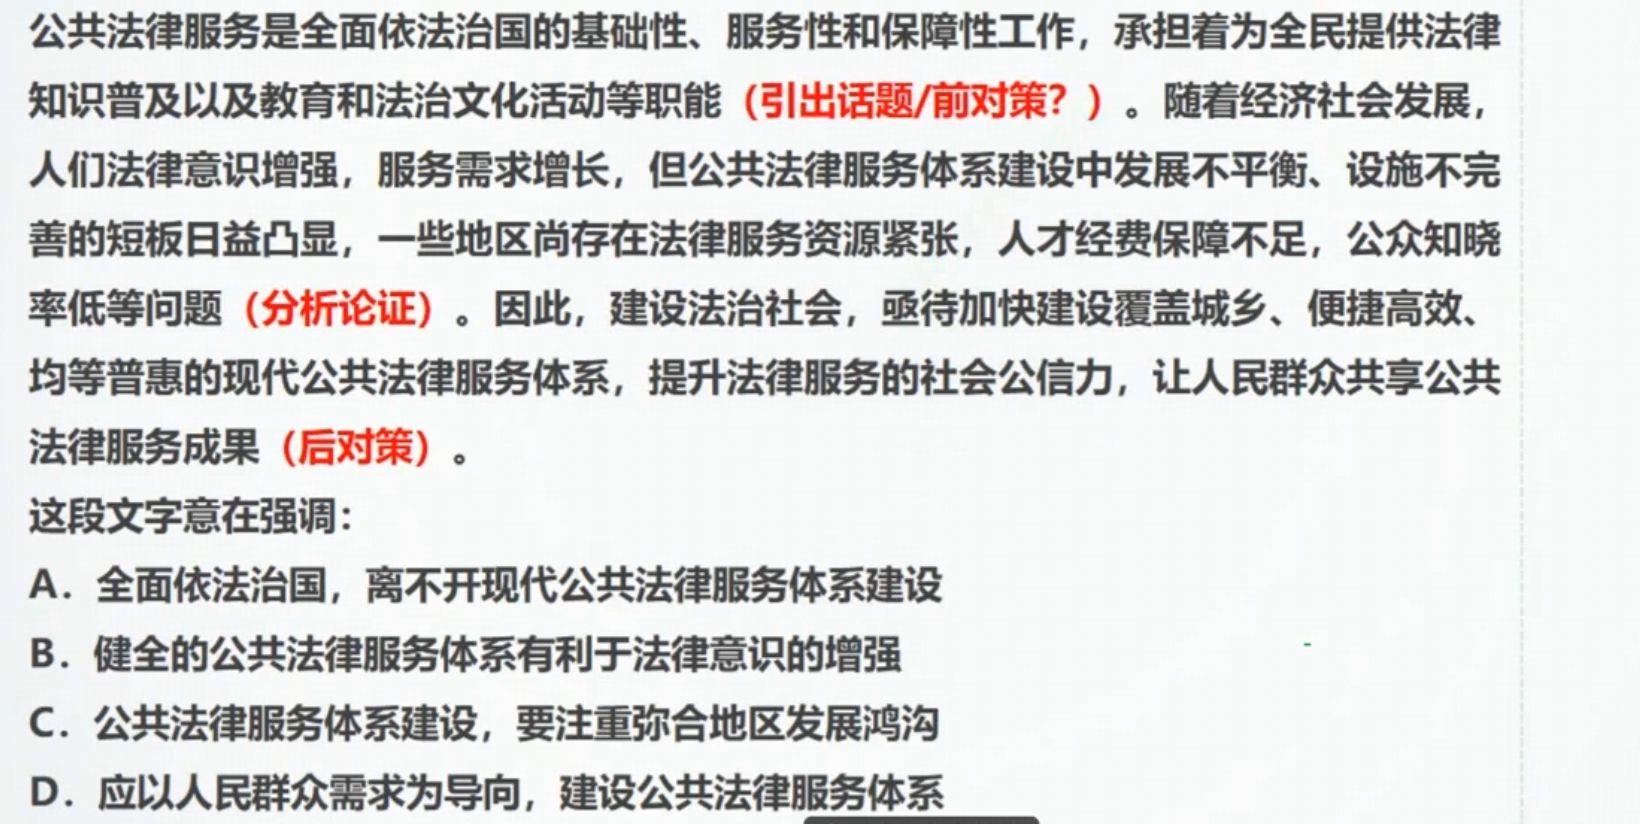 公共法律服务是全面依法治国的基础性、服务性和保障性工作，承担着为全民提供法律
知识普及以及教育和法治文化活动等职能（引出话题/前对策？）。随着经济社会发展，
人们法律意识增强，服务需求增长，但公共法律服务体系建设中发展不平衡、设施不完
善的短板日益凸显，一些地区尚存在法律服务资源紧张，人才经费保障不足，公众知晓
率低等问题（分析论证）。因此，建设法治社会，亟待加快建设覆盖城乡、便捷高效、
均等普惠的现代公共法律服务体系，提升法律服务的社会公信力，让人民群众共享公共
法律服务成果（后对策）。
这段文字意在强调：
A．全面依法治国，离不开现代公共法律服务体系建设
B．健全的公共法律服务体系有利于法律意识的增强
C．公共法律服务体系建设，要注重弥合地区发展鸿沟
D．应以人民群众需求为导向，建设公共法律服务体系